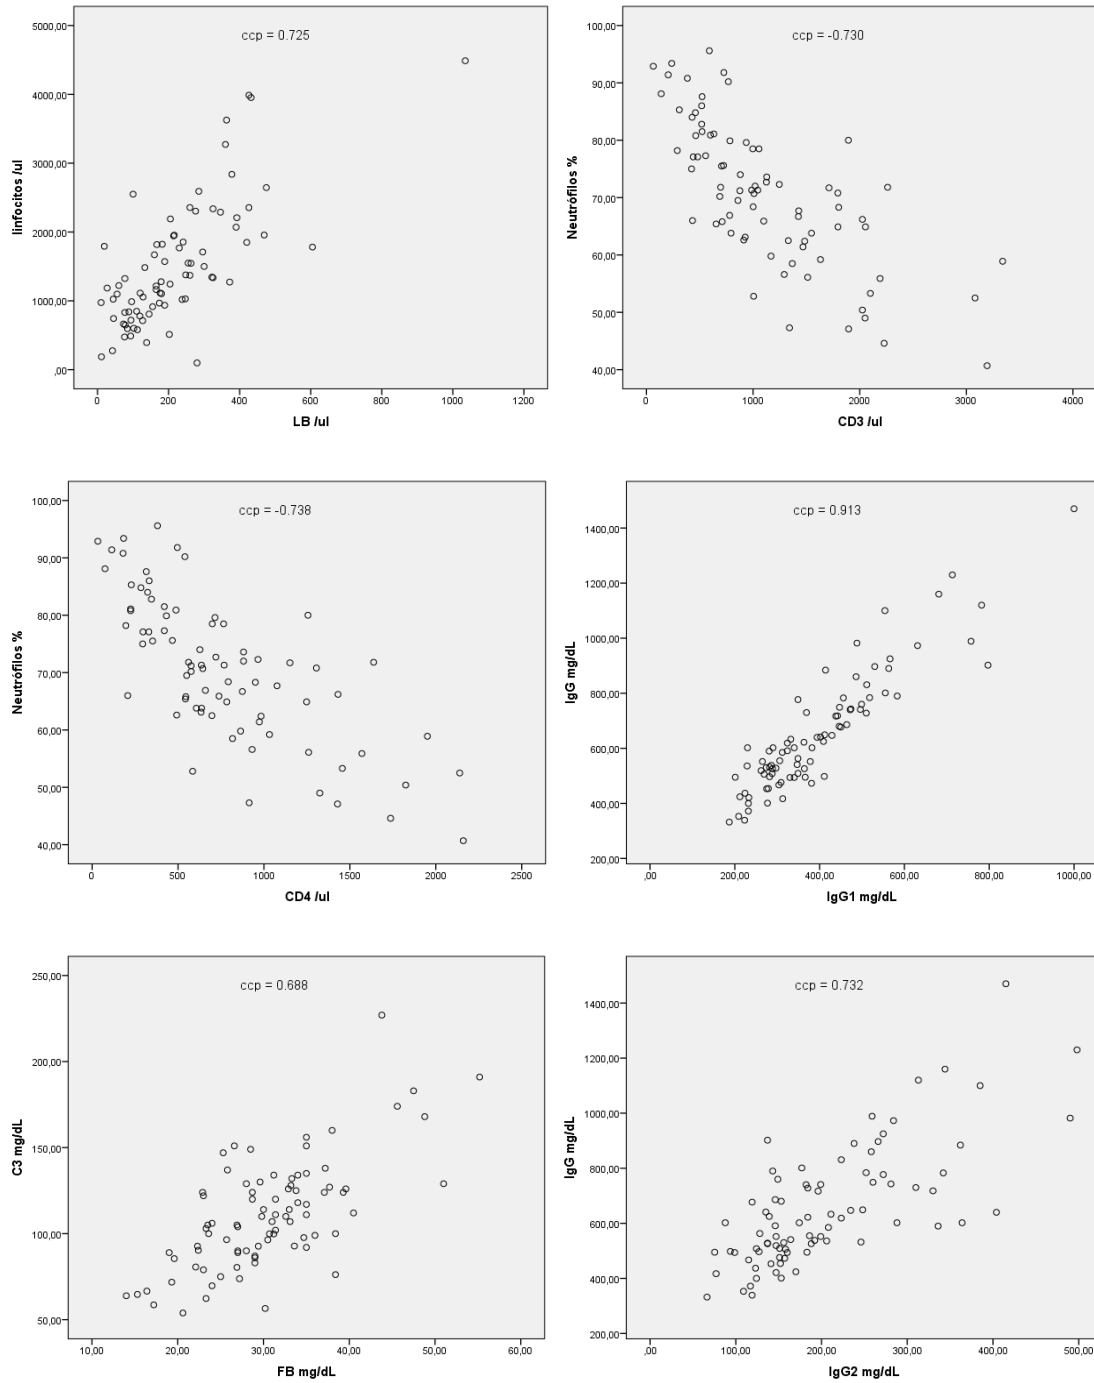 ccp = 0.725
linfocitos /ul
5000,00
4000,00
3000,00
2000,00
1000,00
,00
0 200 400 600 800 1000 1200
LB /ul
ccp = -0.730
Neutrófilos %
100,00
90,00
80,00
70,00
60,00
50,00
40,00
0 1000 2000 3000 4000
CD3 /ul
ccp = -0.738
Neutrófilos %
100,00
90,00
80,00
70,00
60,00
50,00
40,00
0 500 1000 1500 2000 2500
CD4 /ul
ccp = 0.913
IgG mg/dL
1400,00
1200,00
1000,00
800,00
600,00
400,00
200,00
,00 200,00 400,00 600,00 800,00 1000,00
IgG1 mg/dL
ccp = 0.688
C3 mg/dL
250,00
200,00
150,00
100,00
50,00
10,00 20,00 30,00 40,00 50,00 60,00
FB mg/dL
ccp = 0.732
IgG mg/dL
1400,00
1200,00
1000,00
800,00
600,00
400,00
200,00
,00 100,00 200,00 300,00 400,00 500,00
IgG2 mg/dL